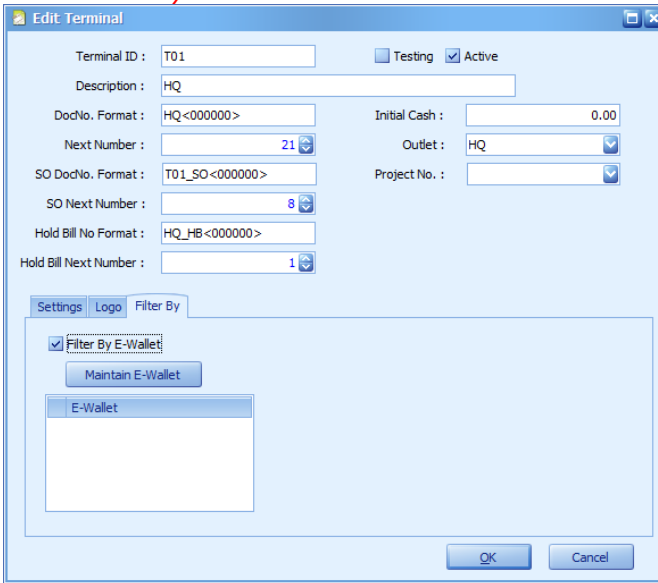 Edit Terminal
Terminal ID : T01 Testing Active
Description : HQ
DocNo. Format : HQ<000000> Initial Cash : 0.00
Next Number : 21 Outlet : HQ
SO DocNo. Format : T01_SO<000000> Project No. :
SO Next Number : 8
Hold Bill No Format : HQ_HB<000000>
Hold Bill Next Number : 1
Settings Logo Filter By
Filter By E-Wallet
Maintain E-Wallet
E-Wallet
OK Cancel